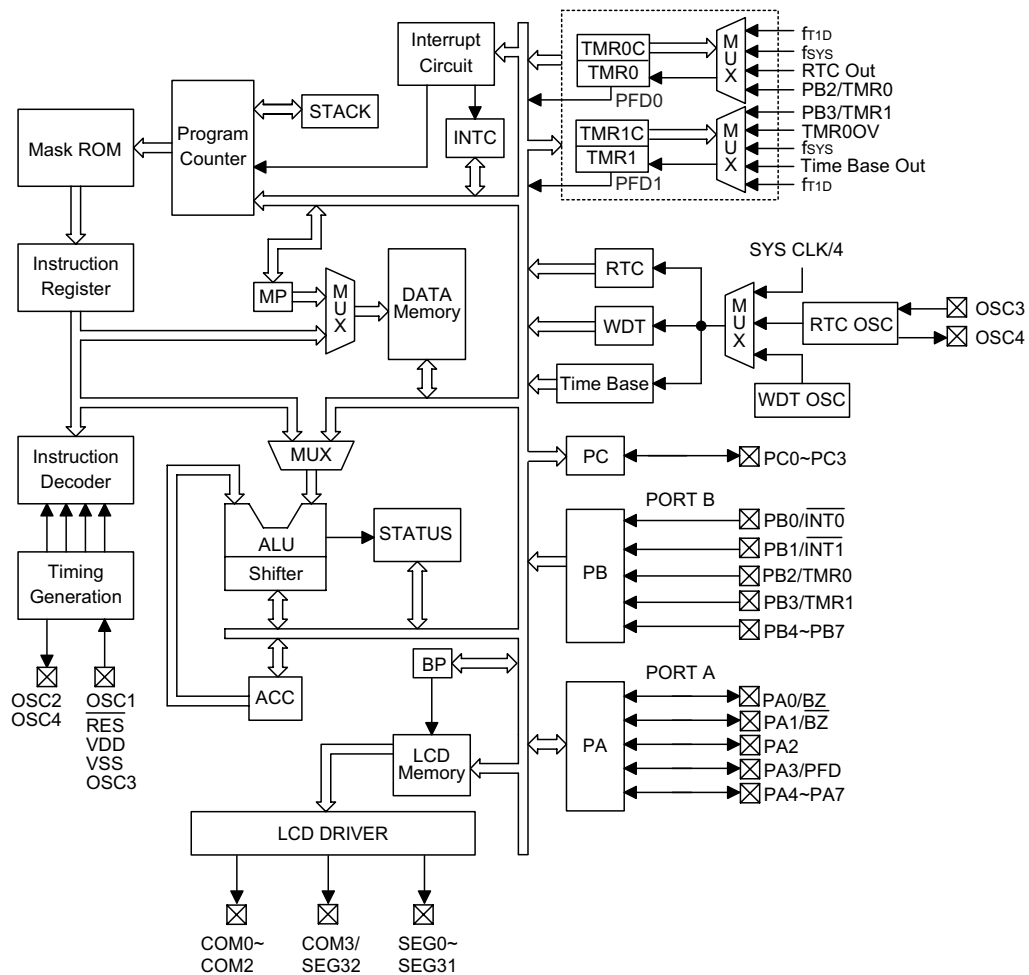 Interrupt
Circuit
TMR0C
TMR0
PFD0
M
U
X
fT1D
fSYS
RTC Out
PB2/TMR0
TMR1C
TMR1
PFD1
M
U
X
PB3/TMR1
TMR0OV
fSYS
Time Base Out
fT1D
Mask ROM
Program
Counter
STACK
INTC
Instruction
Register
MP
M
U
X
DATA
Memory
RTC
WDT
Time Base
SYS CLK/4
M
U
X
RTC OSC
OSC3
OSC4
WDT OSC
Instruction
Decoder
MUX
PC
PC0~PC3
ALU
Shifter
STATUS
PORT B
PB
PB0/INT0
PB1/INT1
PB2/TMR0
PB3/TMR1
PB4~PB7
Timing
Generation
OSC2
OSC4
OSC1
RES
VDD
VSS
OSC3
ACC
BP
LCD
Memory
PORT A
PA
PA0/BZ
PA1/BZ
PA2
PA3/PFD
PA4~PA7
LCD DRIVER
COM0~
COM2
COM3/
SEG32
SEG0~
SEG31